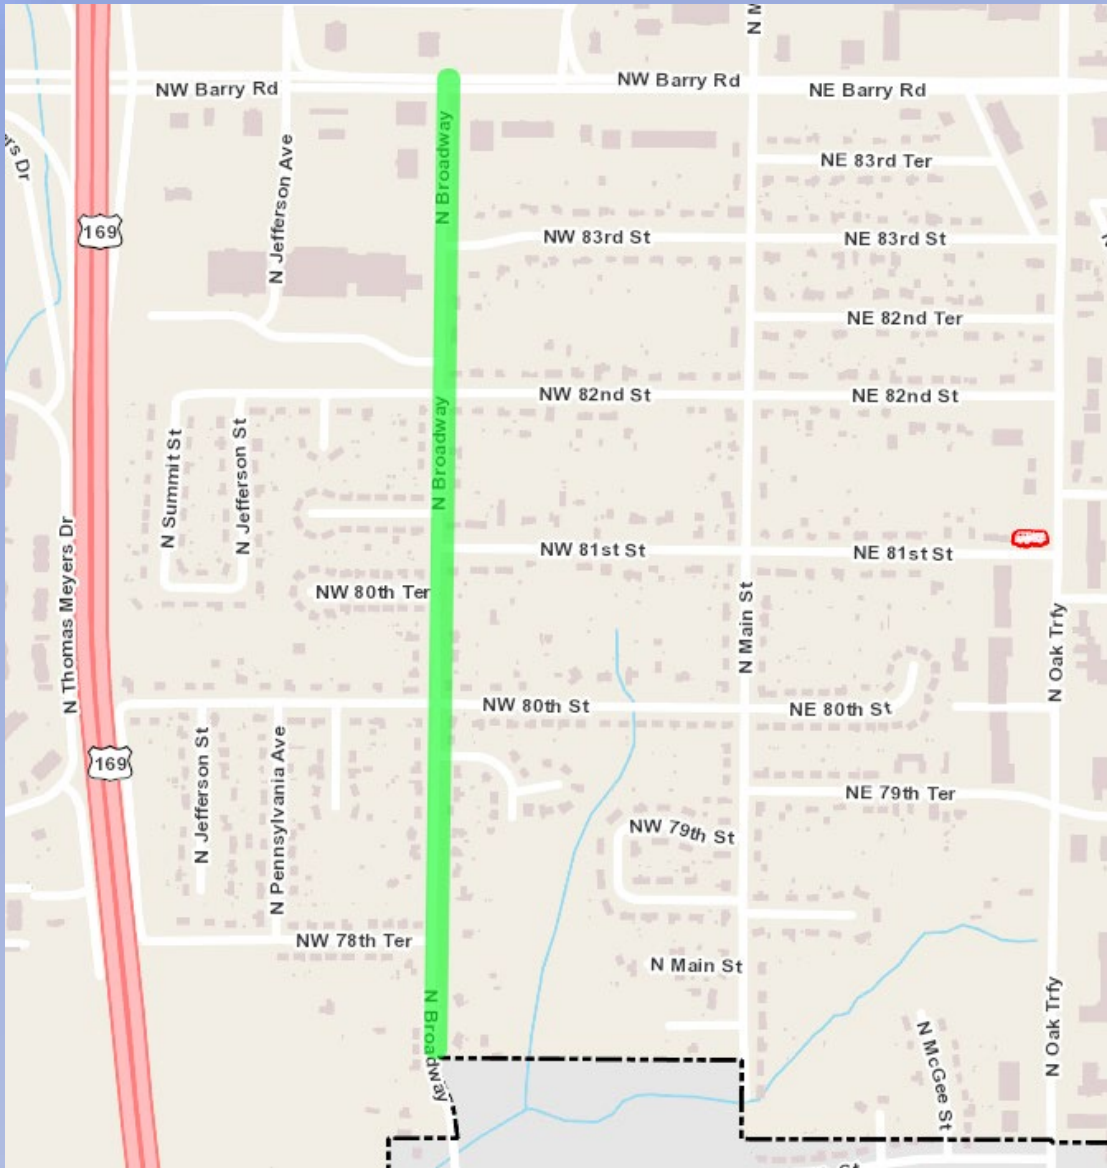 N M
NW Barry Rd
NW Barry Rd
NE Barry Rd
ers Dr
N Broadway
NE 83rd Ter
N Jefferson Ave
169
NW 83rd St
NE 83rd St
NE 82nd Ter
NW 82nd St
NE 82nd St
N Broadway
N Summit St
N Jefferson St
NW 81st St
NE 81st St
N Thomas Meyers Dr
NW 80th Ter
N Main St
N Oak Trfy
NW 80th St
NE 80th St
169
N Jefferson St
N Pennsylvania Ave
NE 79th Ter
NW 79th St
NW 78th Ter
N Main St
N Broadway
N McGee St
N Oak Trfy
St